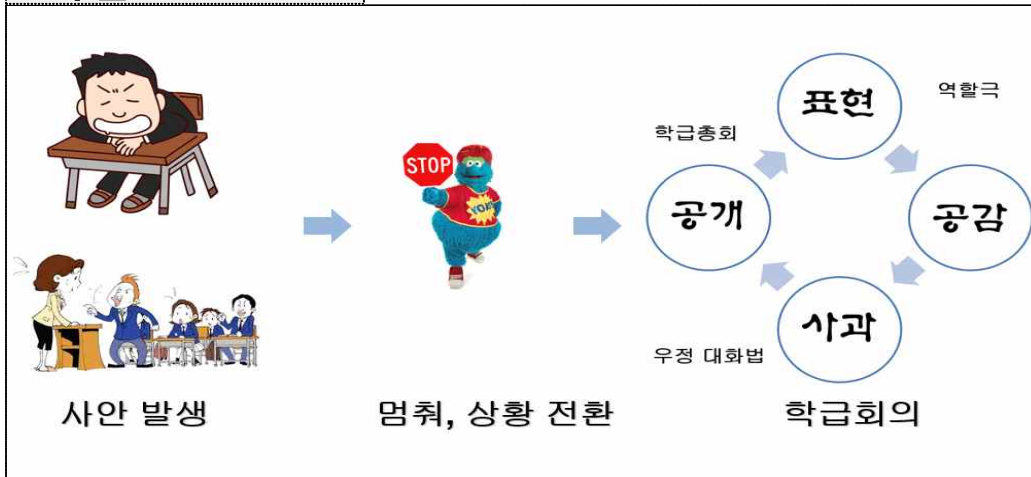 STOP
표현
역할극
학급총회
공개
공감
사과
우정 대화법
사안 발생
멈춰, 상황 전환
학급회의